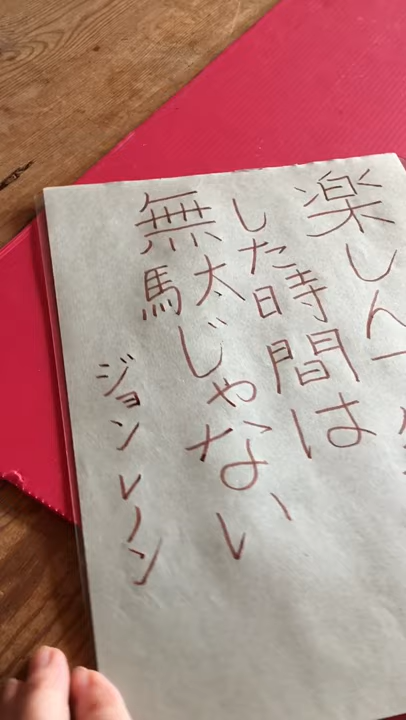 楽しん
した時間は
無駄じゃない
ジョン レノン